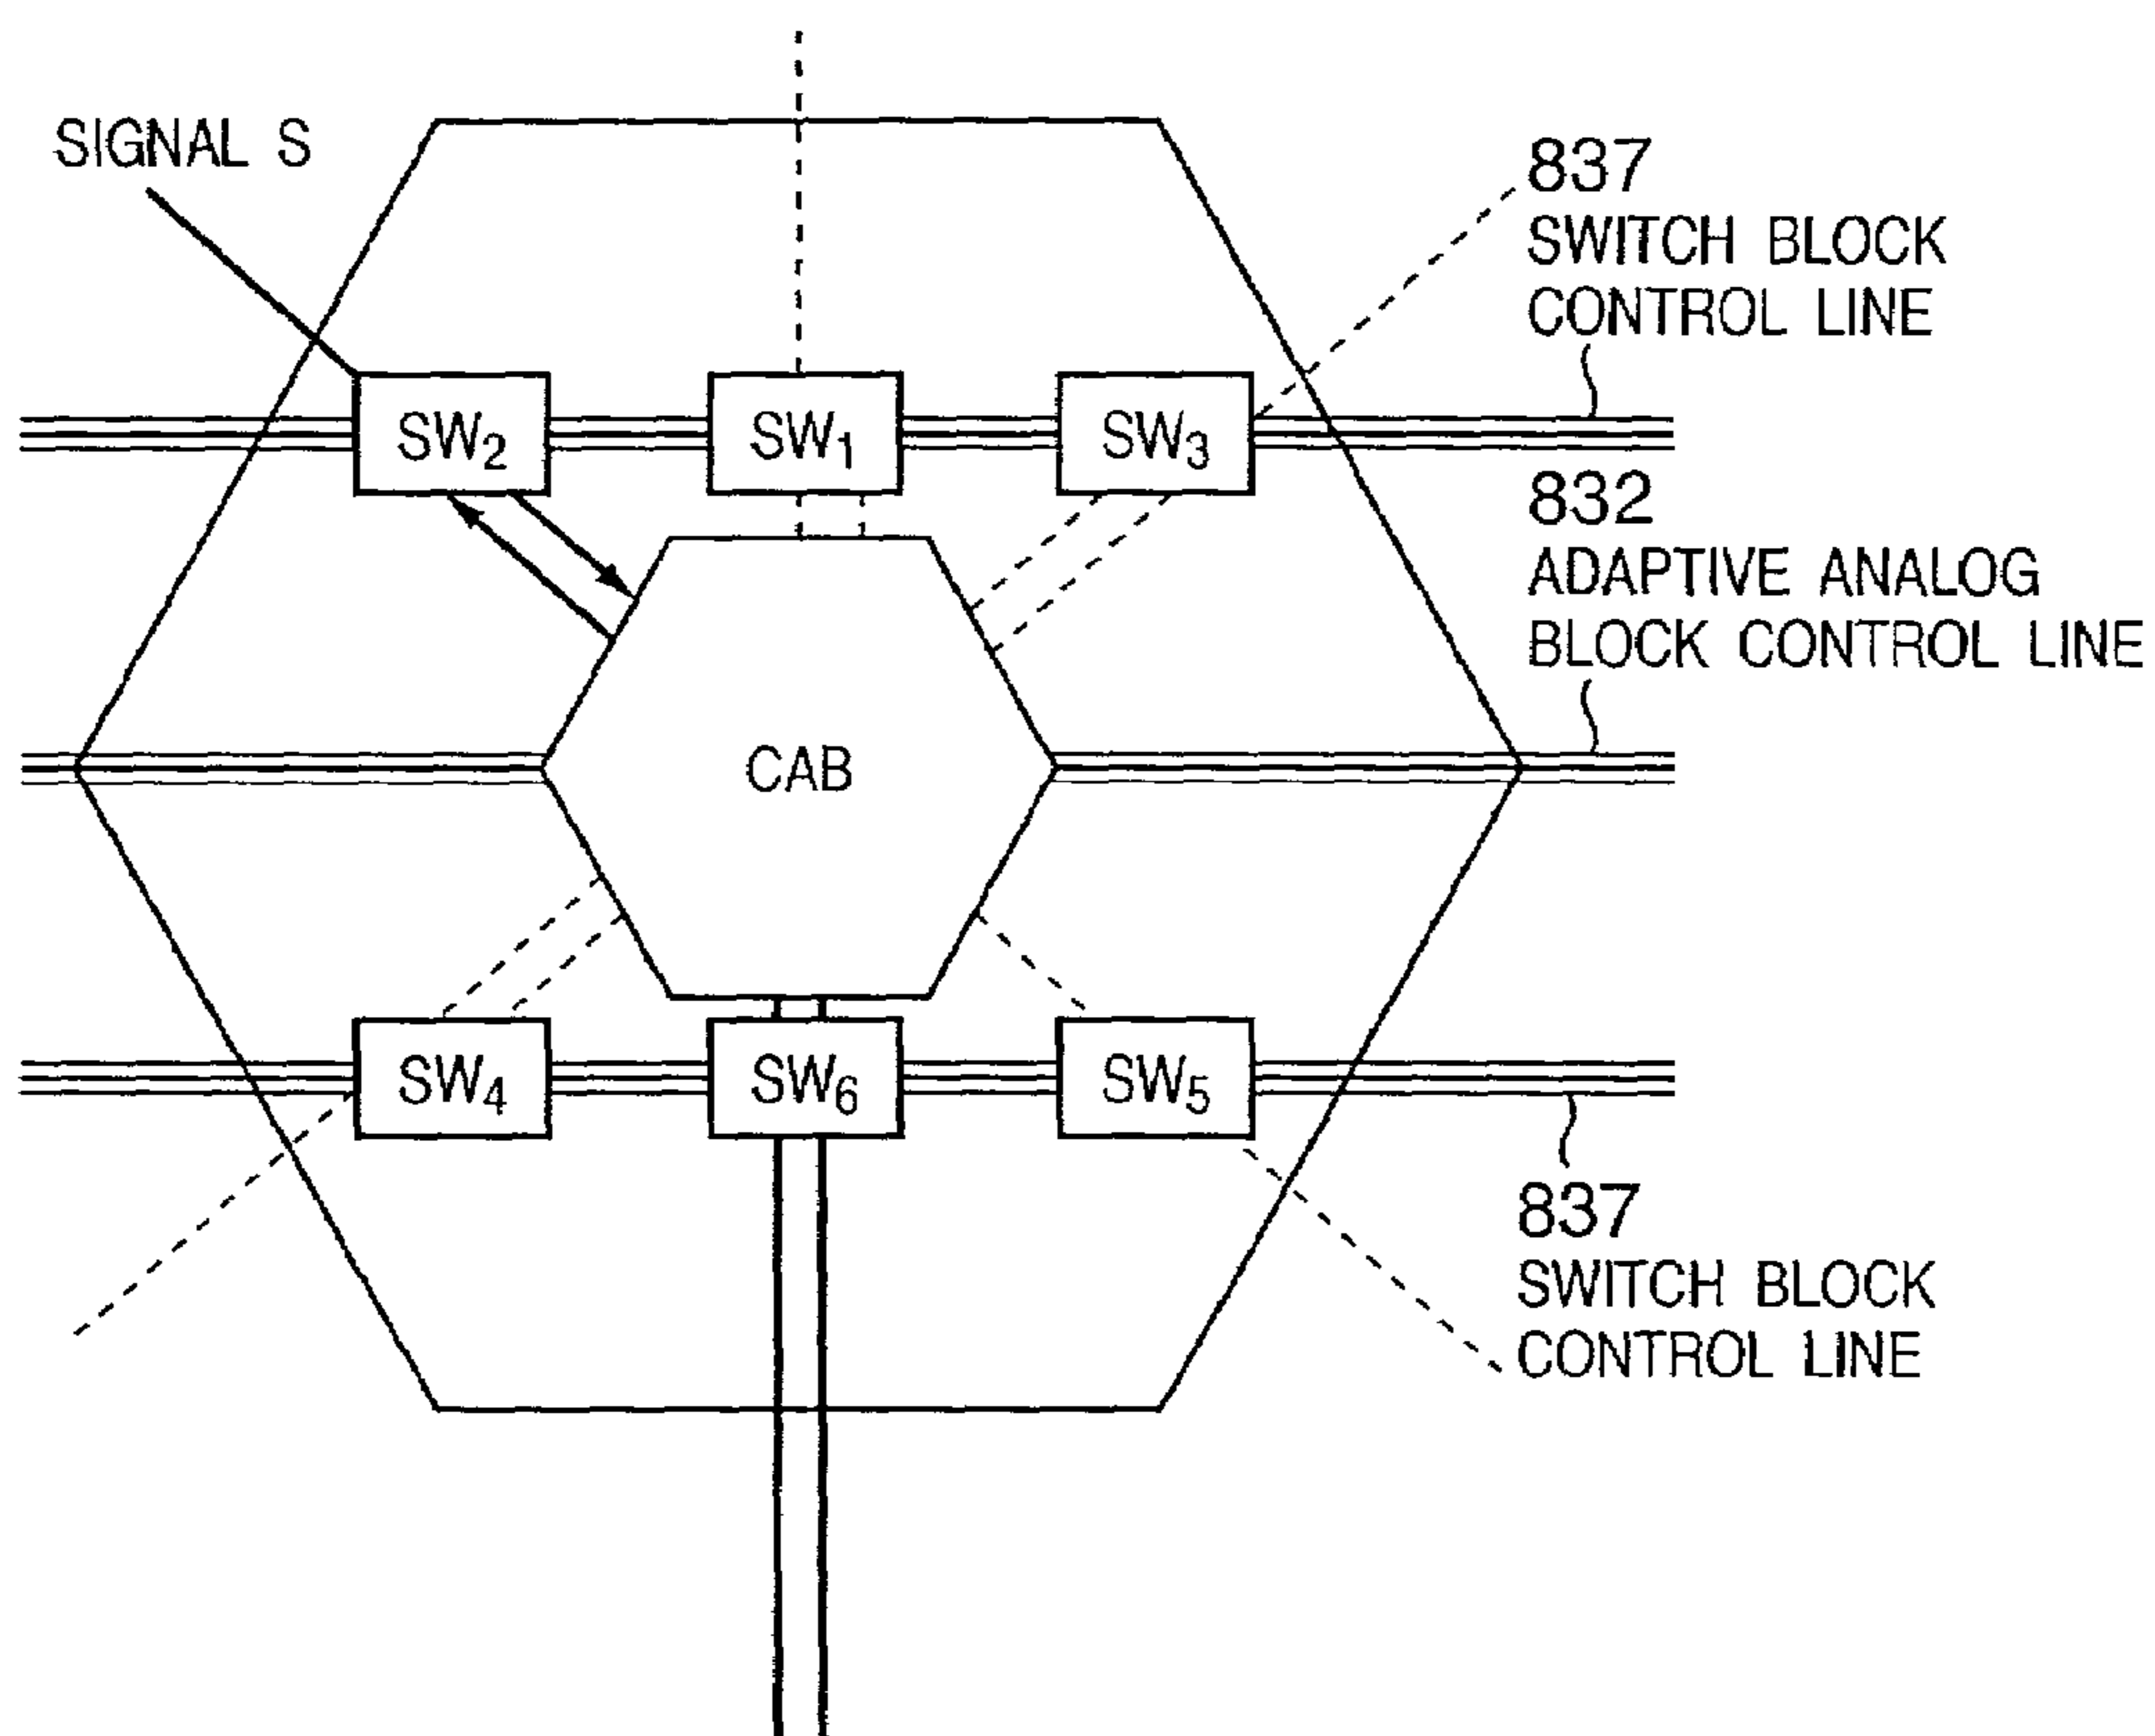 SIGNAL S
837
SWITCH BLOCK
CONTROL LINE
SW₂
SW₁
SW₃
832
ADAPTIVE ANALOG
BLOCK CONTROL LINE
CAB
SW₄
SW₆
SW₅
837
SWITCH BLOCK
CONTROL LINE